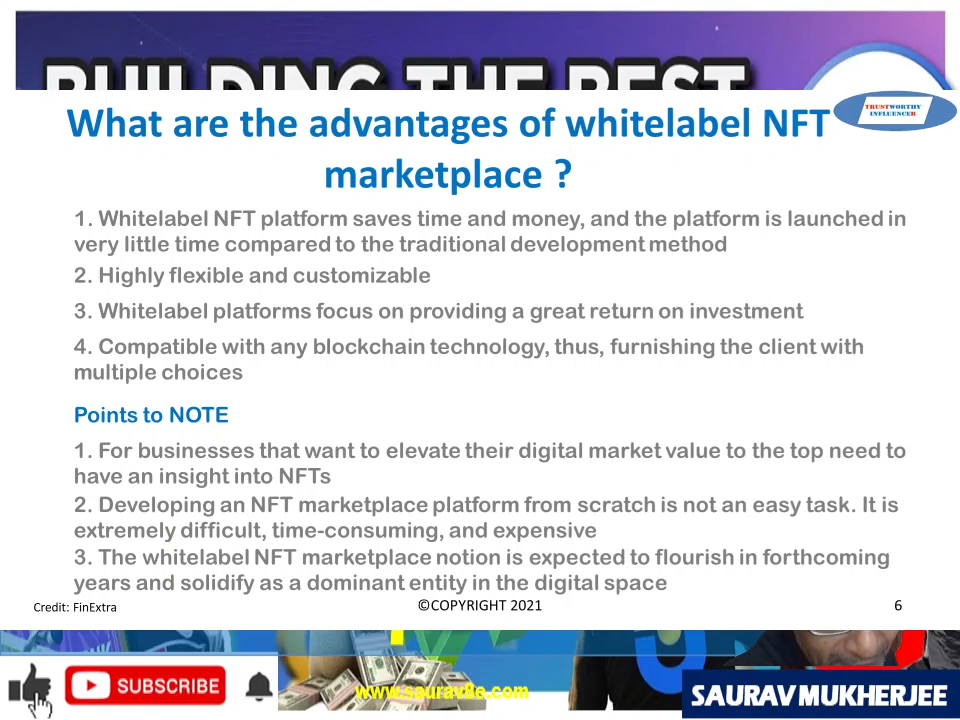 BUILDING THE BEST
TRUSTWORTHY
INFLUENCER
What are the advantages of whitelabel NFT
marketplace ?
1. Whitelabel NFT platform saves time and money, and the platform is launched in
very little time compared to the traditional development method
2. Highly flexible and customizable
3. Whitelabel platforms focus on providing a great return on investment
4. Compatible with any blockchain technology, thus, furnishing the client with
multiple choices
Points to NOTE
1. For businesses that want to elevate their digital market value to the top need to
have an insight into NFTs
2. Developing an NFT marketplace platform from scratch is not an easy task. It is
extremely difficult, time-consuming, and expensive
3. The whitelabel NFT marketplace notion is expected to flourish in forthcoming
years and solidify as a dominant entity in the digital space
Credit: FinExtra
©COPYRIGHT 2021
6
SUBSCRIBE
www.saurav8o.com
SAURAV MUKHERJEE